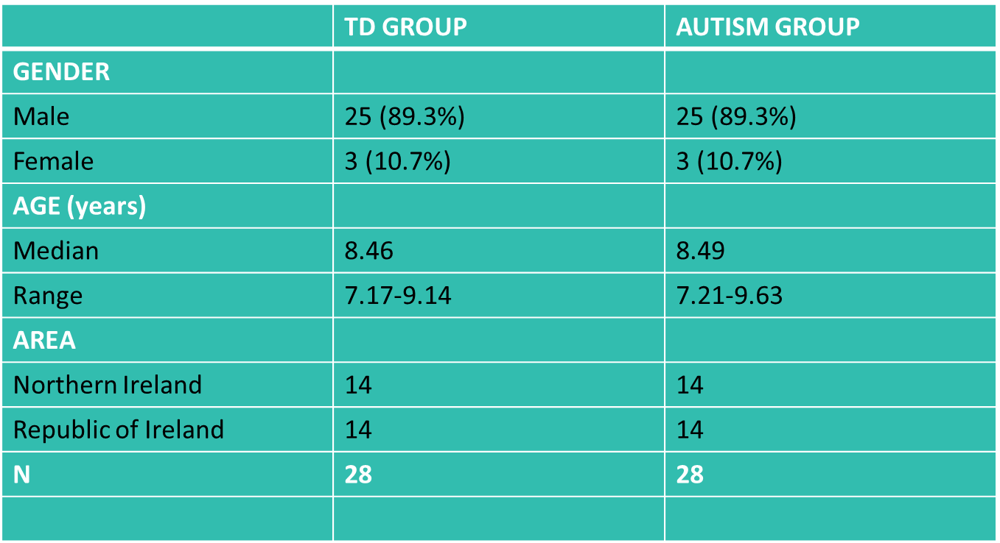 TD GROUP AUTISM GROUP
GENDER
Male 25 (89.3%) 25 (89.3%)
Female 3 (10.7%) 3 (10.7%)
AGE (years)
Median 8.46 8.49
Range 7.17-9.14 7.21-9.63
AREA
Northern Ireland 14 14
Republic of Ireland 14 14
N 28 28